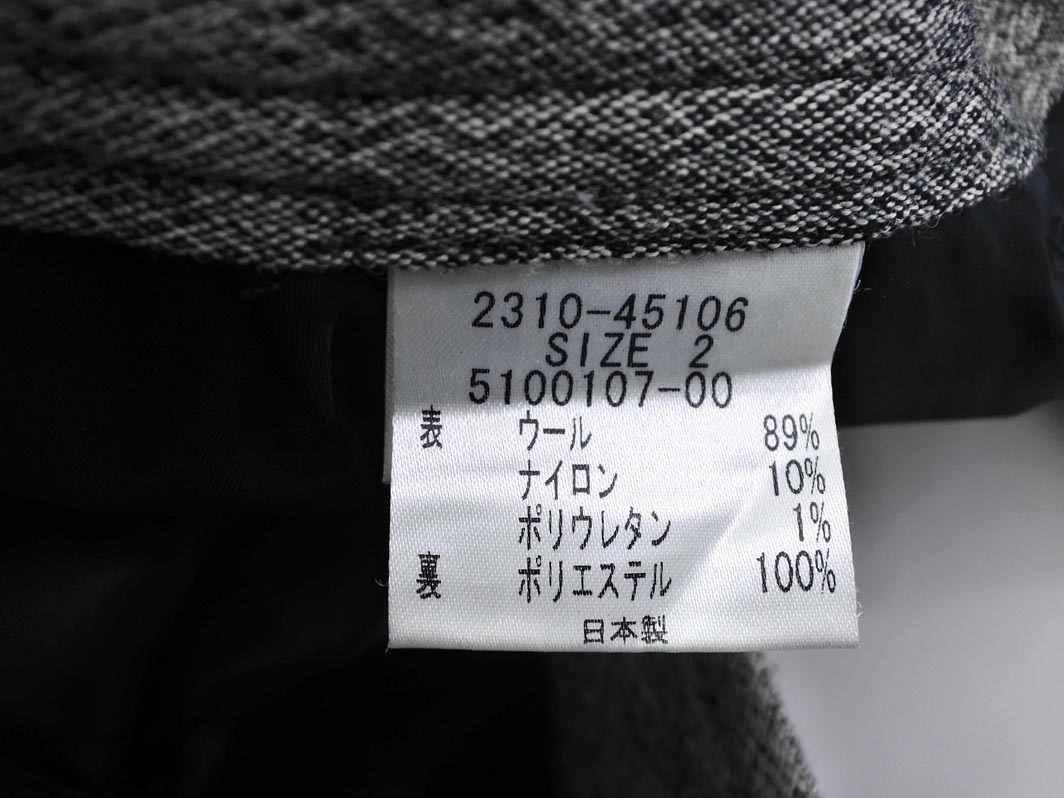 2310-45106
SIZE 2
5100107-00
表 ウール 89%
ナイロン 10%
ポリウレタン 1%
裏 ポリエステル 100%
日本製